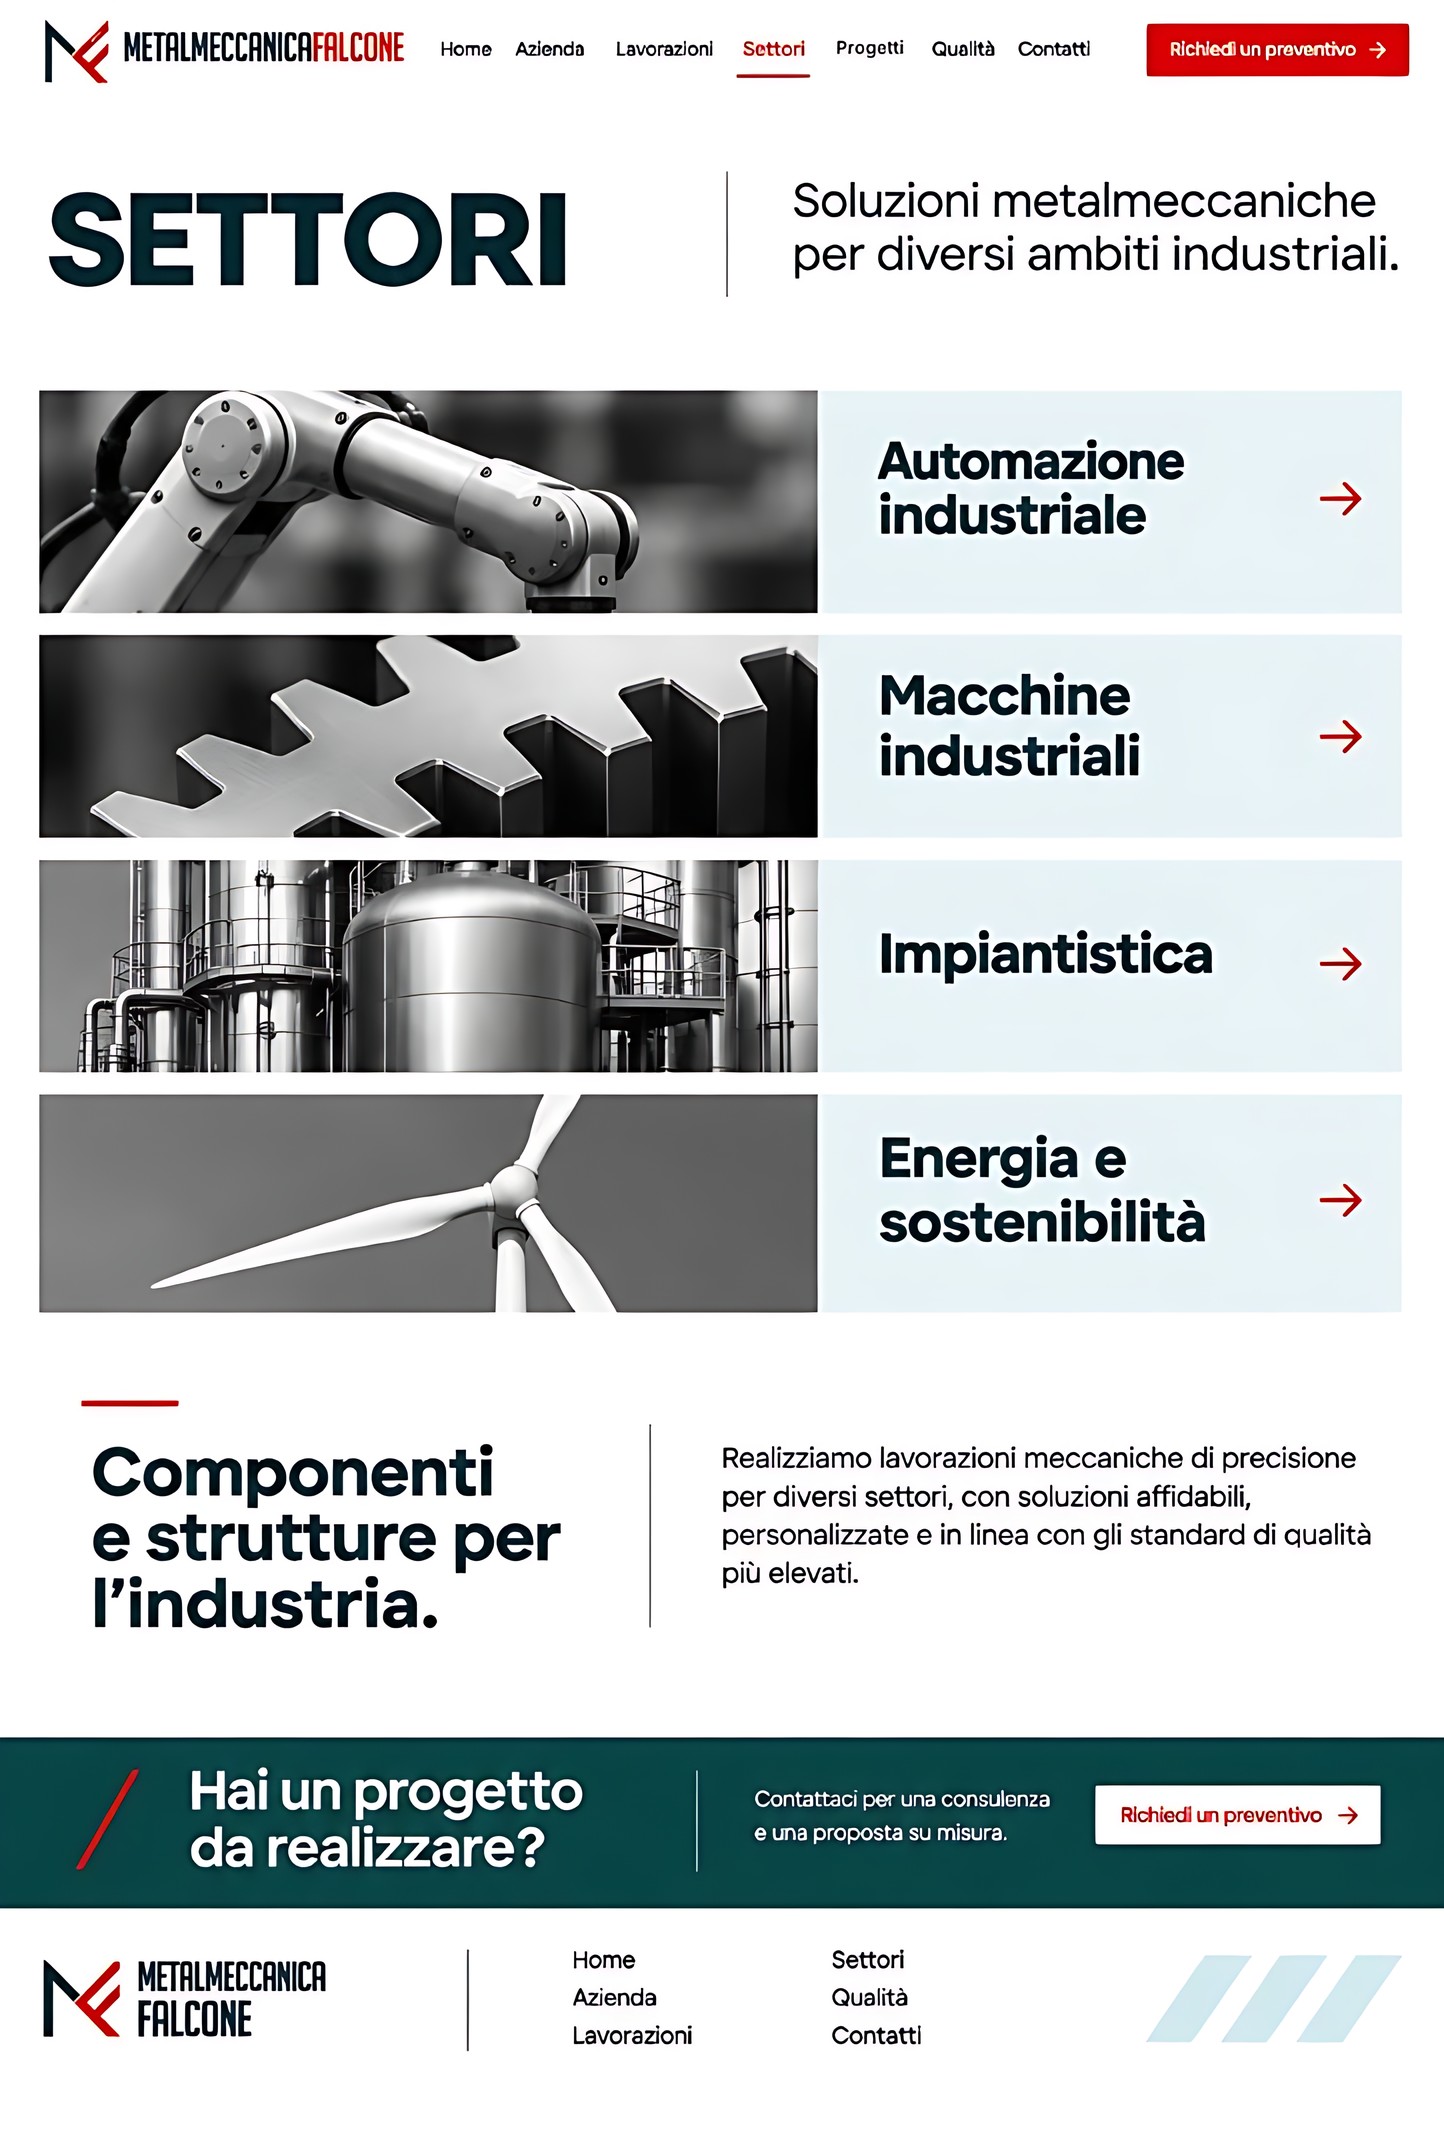 METALMECCANICAFALCONE
Home Azienda Lavorazioni Settori Progetti Qualità Contatti
Richiedi un preventivo →
SETTORI
Soluzioni metalmeccaniche
per diversi ambiti industriali.
Automazione
industriale
→
Macchine
industriali
→
Impiantistica →
Energia e
sostenibilità
→
Componenti
e strutture per
l’industria.
Realizziamo lavorazioni meccaniche di precisione
per diversi settori, con soluzioni affidabili,
personalizzate e in linea con gli standard di qualità
più elevati.
Hai un progetto
da realizzare?
Contattaci per una consulenza
e una proposta su misura.
Richiedi un preventivo →
METALMECCANICA
FALCONE
Home
Azienda
Lavorazioni
Settori
Qualità
Contatti